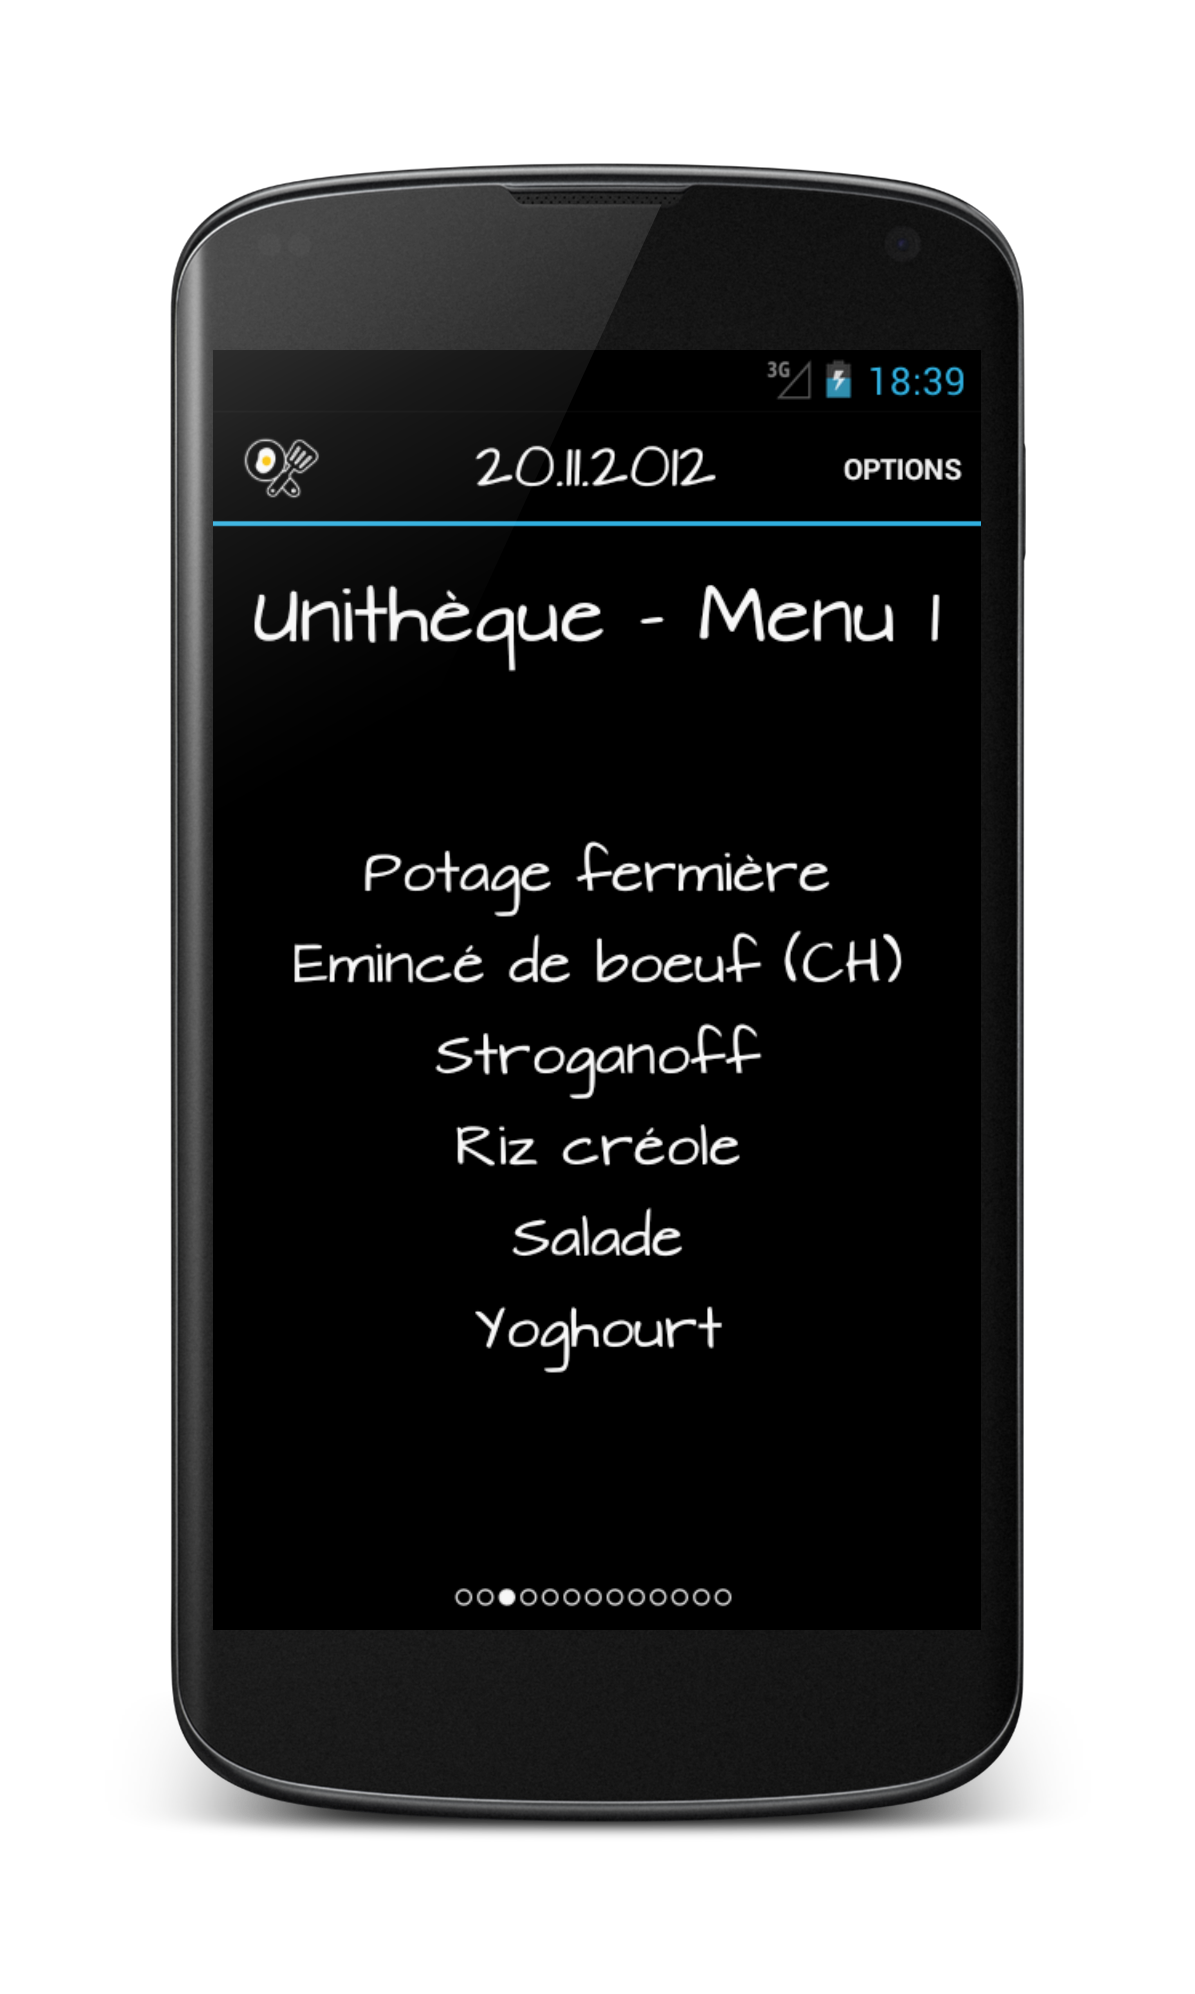 3G 18:39
20.11.2012 OPTIONS
Unithèque - Menu 1
Potage fermière
Emincé de boeuf (CH)
Stroganoff
Riz créole
Salade
Yoghourt